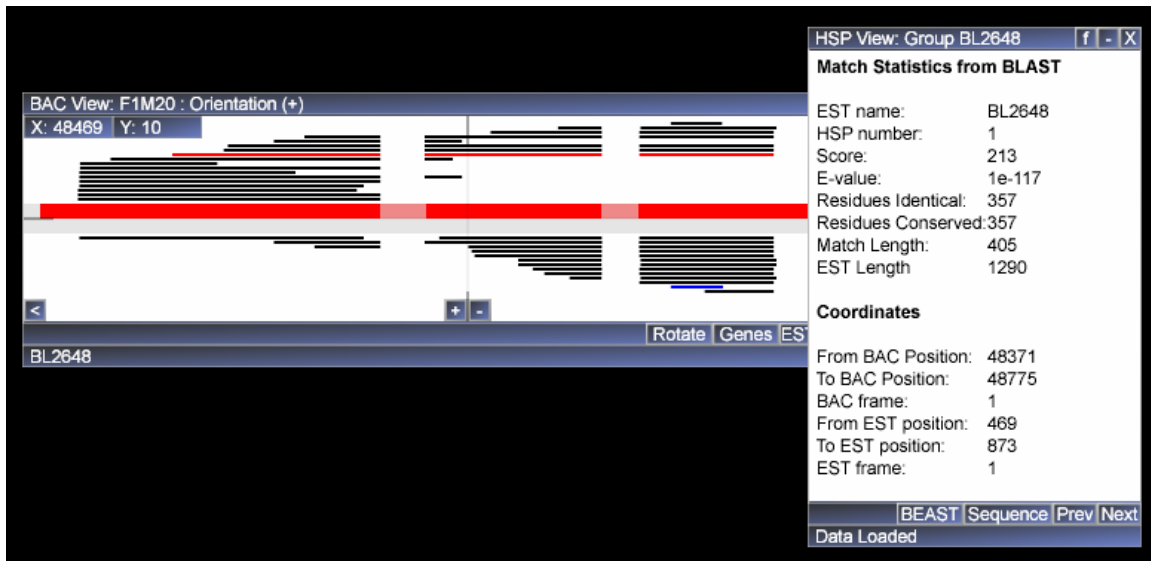 BAC View: F1M20 : Orientation (+)
X: 48469 Y: 10
<
+ -
Rotate Genes EST
BL2648
HSP View: Group BL2648 f - X
Match Statistics from BLAST
EST name: BL2648
HSP number: 1
Score: 213
E-value: 1e-117
Residues Identical: 357
Residues Conserved:357
Match Length: 405
EST Length 1290
Coordinates
From BAC Position: 48371
To BAC Position: 48775
BAC frame: 1
From EST position: 469
To EST position: 873
EST frame: 1
BEAST Sequence Prev Next
Data Loaded